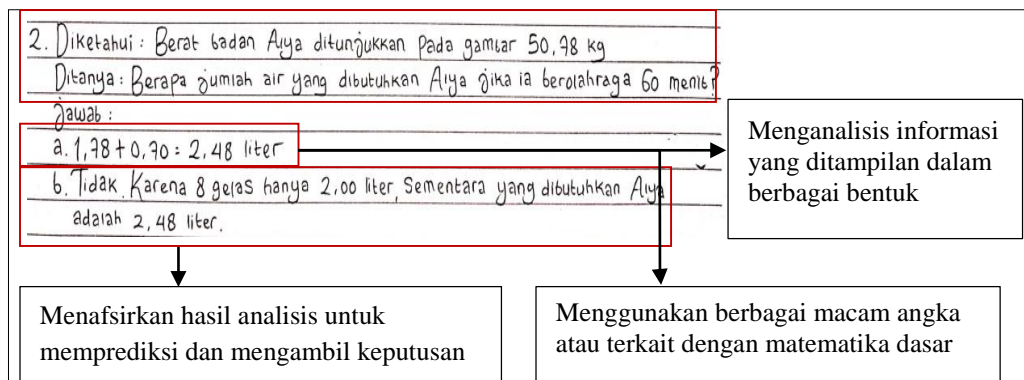 2. Diketahui : Berat badan Aiya ditunjukkan pada gambar 50,78 kg
Ditanya : Berapa jumlah air yang dibutuhkan Aiya jika ia berolahraga 60 menit?
Jawab :
a. 1,78 + 0,70 = 2,48 liter
b. Tidak. Karena 8 gelas hanya 2,00 liter, Sementara yang dibutuhkan Aiya
adalah 2,48 liter.
Menganalisis informasi
yang ditampilan dalam
berbagai bentuk
Menafsirkan hasil analisis untuk
memprediksi dan mengambil keputusan
Menggunakan berbagai macam angka
atau terkait dengan matematika dasar